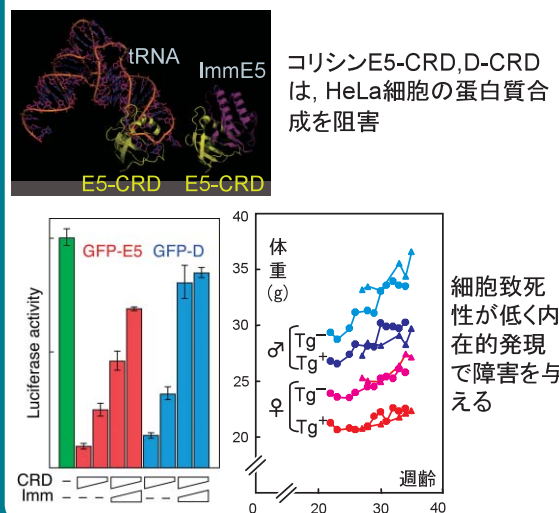 tRNA
ImmE5
E5-CRD
E5-CRD
コリシンE5-CRD,D-CRD
は, HeLa細胞の蛋白質合
成を阻害
GFP-E5
GFP-D
Luciferase activity
CRD –
Imm – – – – –
40
35
30
25
20
0
体
重
(g)
♂
Tg–
Tg+
♀
Tg–
Tg+
週齢
0
20
30
40
細胞致死
性が低く内
在的発現
で障害を与
える